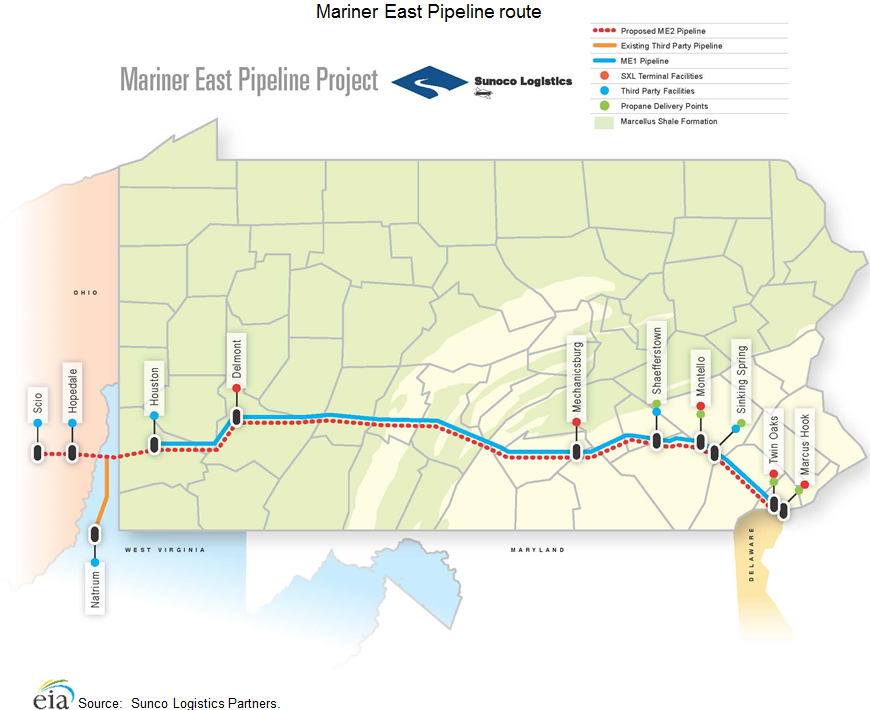 Mariner East Pipeline route
Mariner East Pipeline Project
Sunoco Logistics
Proposed ME2 Pipeline
Existing Third Party Pipeline
ME1 Pipeline
SXL Terminal Facilities
Third Party Facilities
Propane Delivery Points
Marcellus Shale Formation
OHIO
Scio
Hopedale
Houston
Delmont
Mechanicsburg
Shaefferstown
Montello
Sinking Spring
Twin Oaks
Marcus Hook
Natrium
WEST VIRGINIA
MARYLAND
DELAWARE
eia
Source: Sunco Logistics Partners.